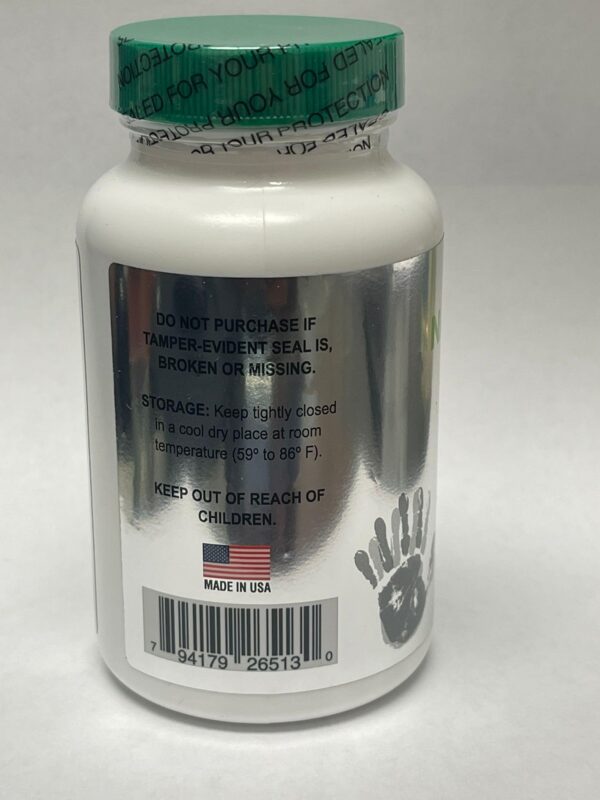 SEALED FOR YOUR PROTECTION
DO NOT PURCHASE IF
TAMPER-EVIDENT SEAL IS,
BROKEN OR MISSING.
STORAGE: Keep tightly closed
in a cool dry place at room
temperature (59º to 86º F).
KEEP OUT OF REACH OF
CHILDREN.
MADE IN USA
7 94179 26513 0